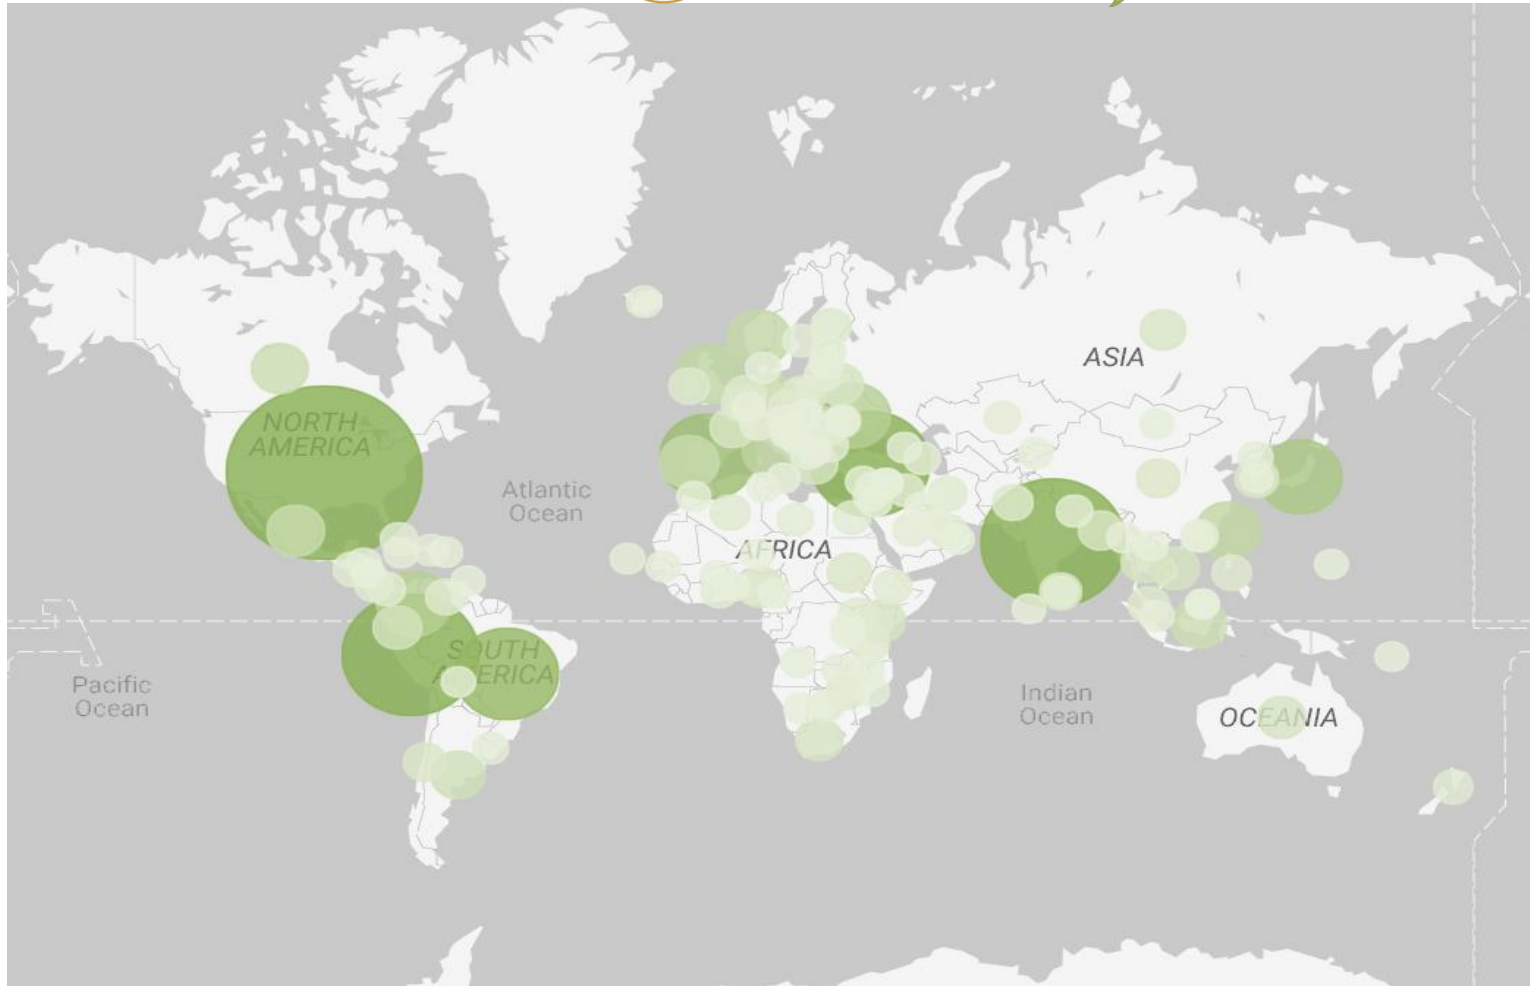 ASIA
NORTH
AMERICA
Atlantic
Ocean
AFRICA
SOUTH
AMERICA
Pacific
Ocean
Indian
Ocean
OCEANIA